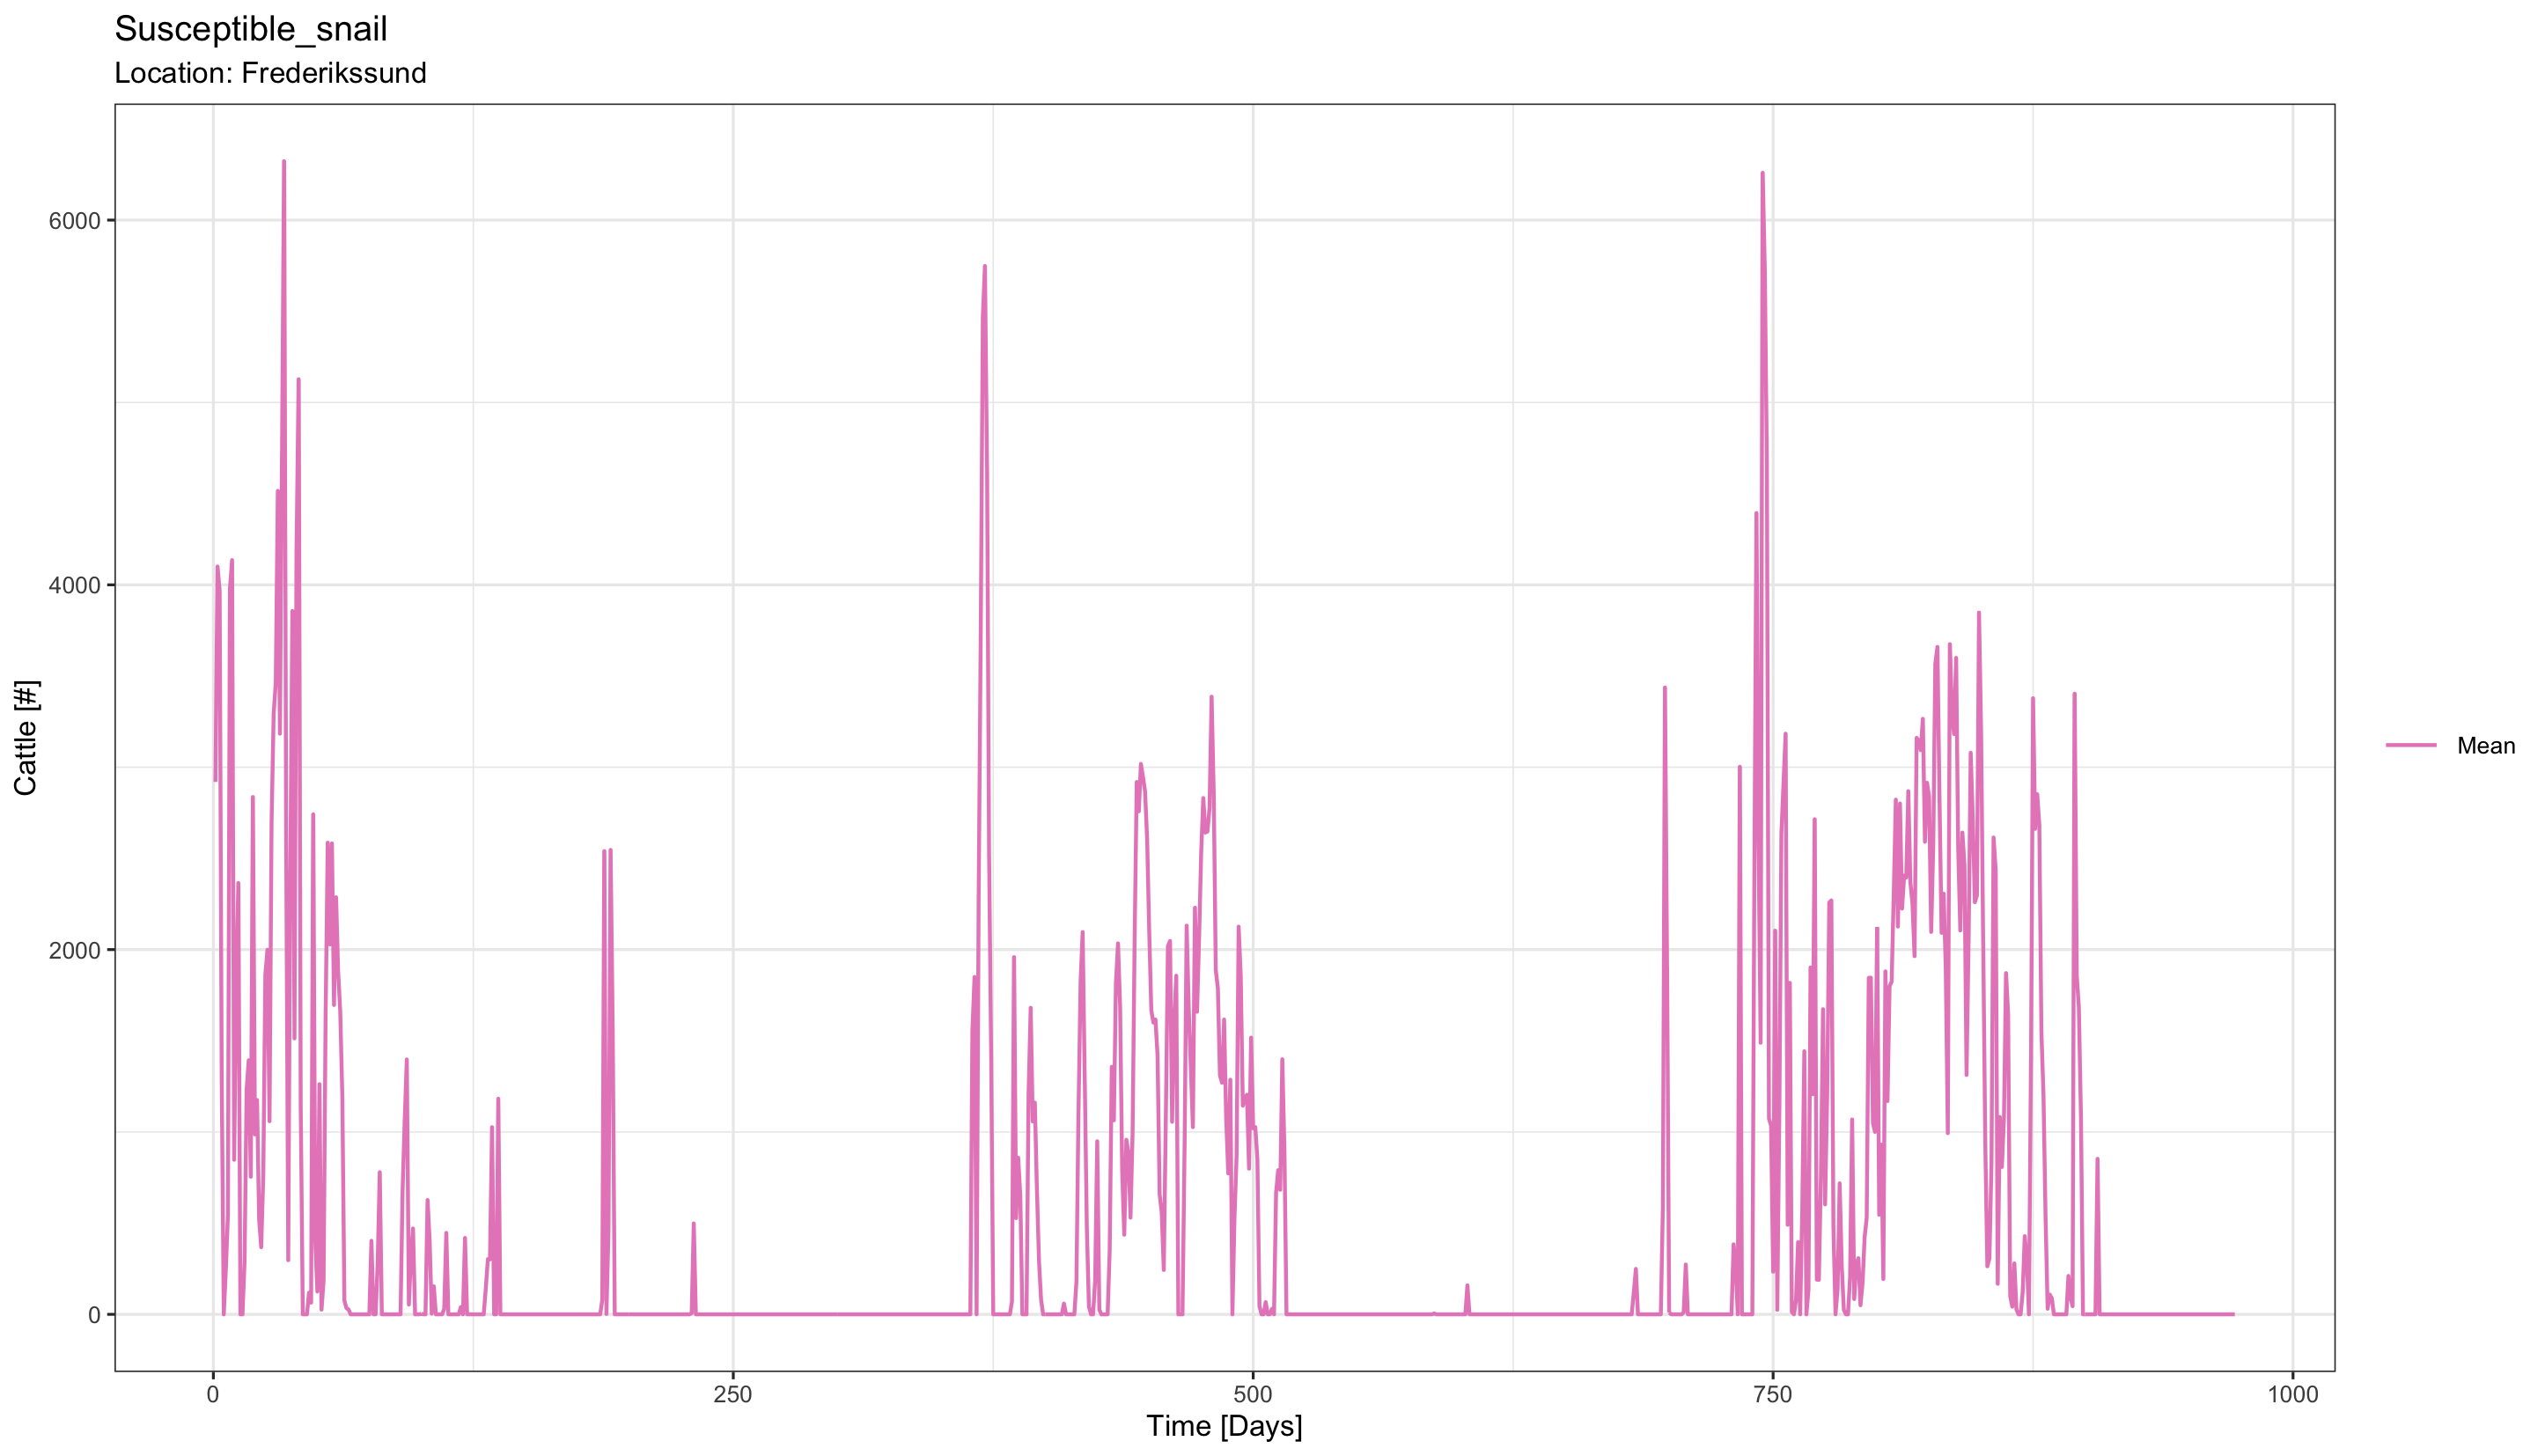 Susceptible_snail
Location: Frederikssund
6000
4000
2000
0
Cattle [#]
0 250 500 750 1000
Time [Days]
Mean